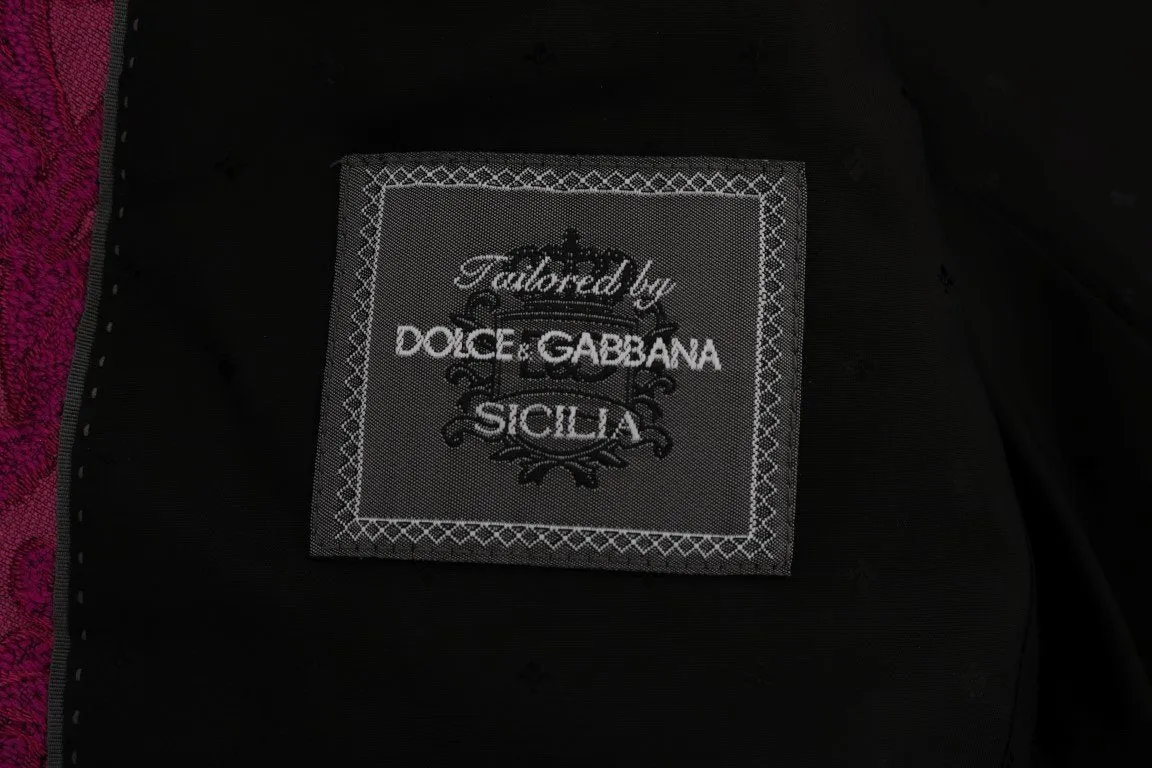 Tailored by
DOLCE & GABBANA
D&G
SICILIA